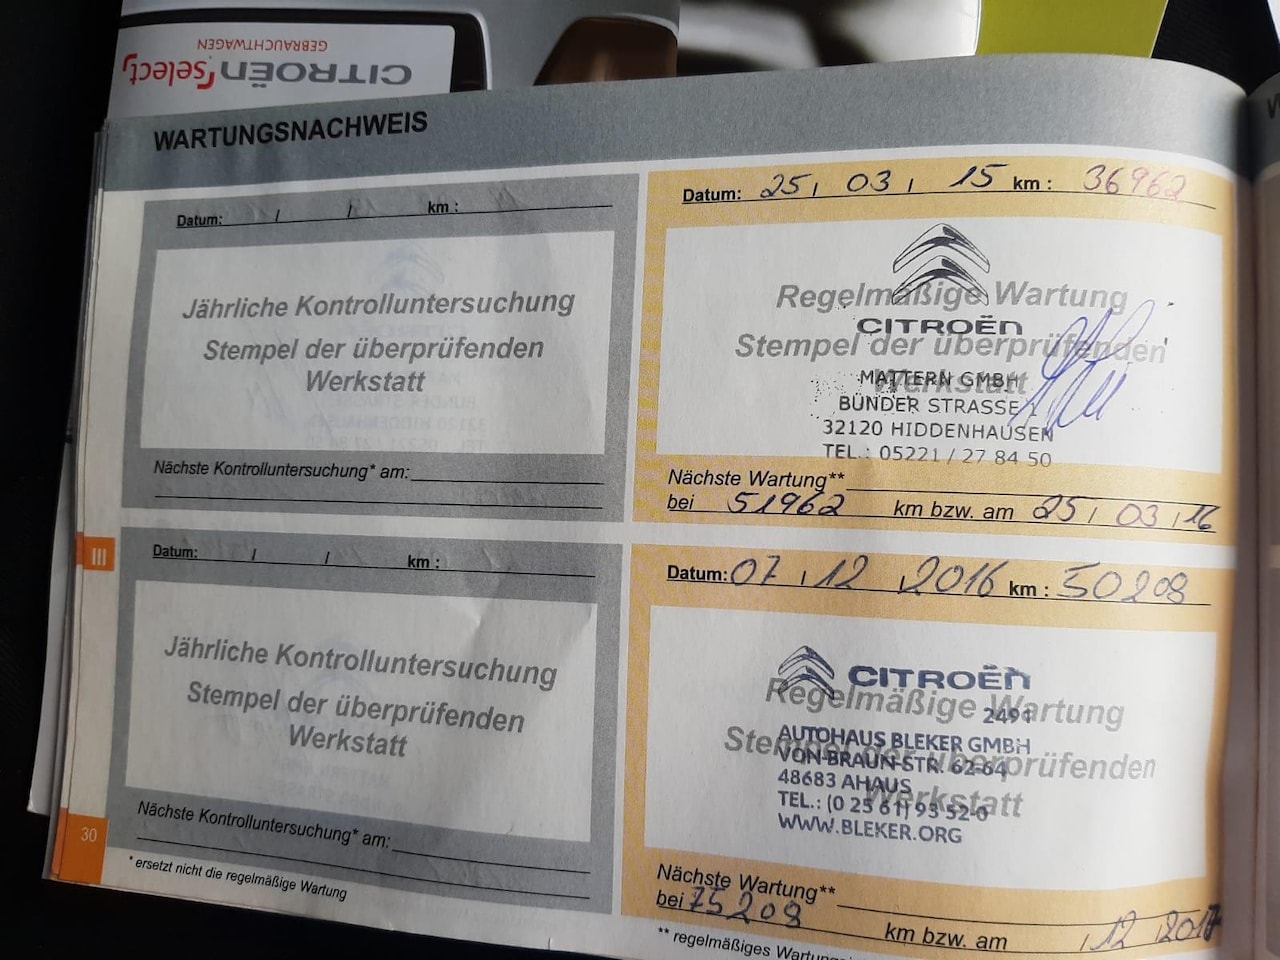 CITROËN select
GEBRAUCHTWAGEN
WARTUNGSNACHWEIS
Datum: / / km :
Jährliche Kontrolluntersuchung
Stempel der überprüfenden
Werkstatt
Nächste Kontrolluntersuchung* am:
Datum: 25 / 03 / 15 km : 36962
Regelmäßige Wartung
Stempel der überprüfenden
Werkstatt
CITROËN
MATTERN GMBH
BÜNDER STRASSE
32120 HIDDENHAUSEN
TEL.: 05221 / 27 84 50
Nächste Wartung**
bei 51962 km bzw. am 25 / 03 / 16
III
Datum: / / km :
Jährliche Kontrolluntersuchung
Stempel der überprüfenden
Werkstatt
Nächste Kontrolluntersuchung* am:
* ersetzt nicht die regelmäßige Wartung
30
Datum: 07 / 12 / 2016 km : 50208
Regelmäßige Wartung
Stempel der überprüfenden
Werkstatt
CITROËN
2491
AUTOHAUS BLEKER GMBH
VON-BRAUN-STR. 62-64
48683 AHAUS
TEL.: (0 25 61) 93 52-0
WWW.BLEKER.ORG
Nächste Wartung**
bei 75208 km bzw. am / 12 / 2017
** regelmäßiges